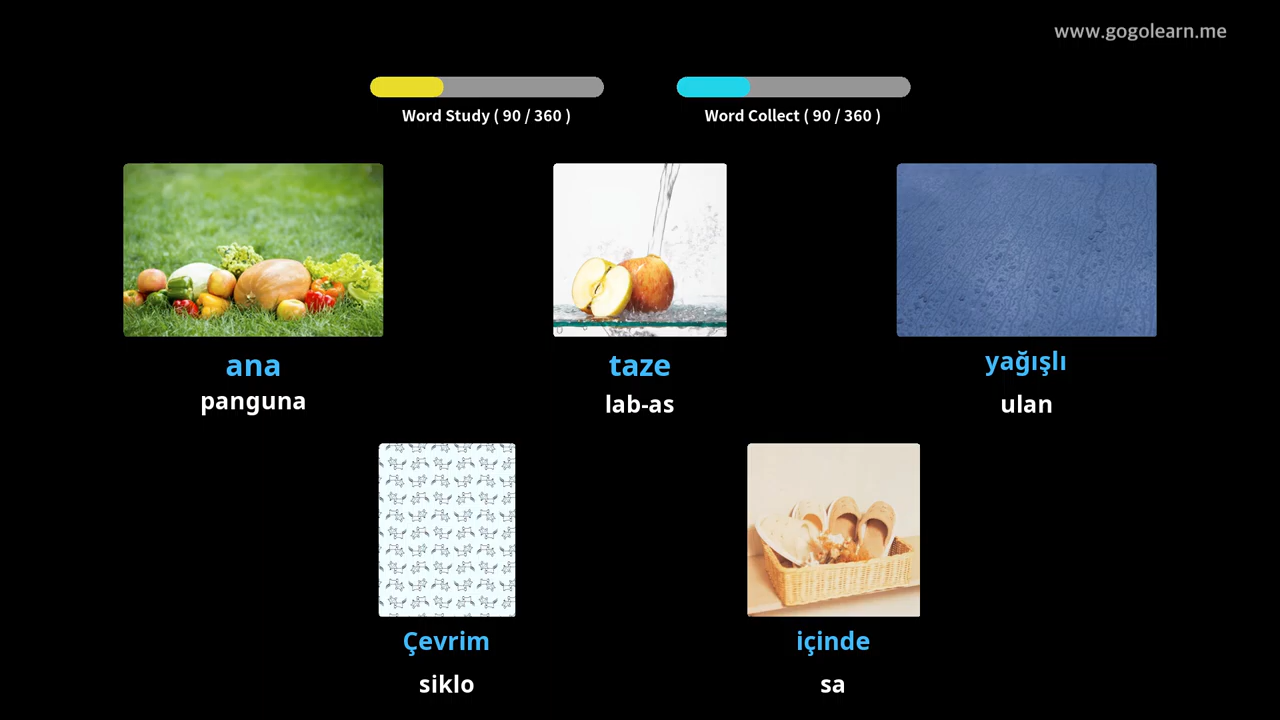 www.gogolearn.me
Word Study ( 90 / 360 )
Word Collect ( 90 / 360 )
ana
panguna
taze
lab-as
yağışlı
ulan
Çevrim
siklo
içinde
sa